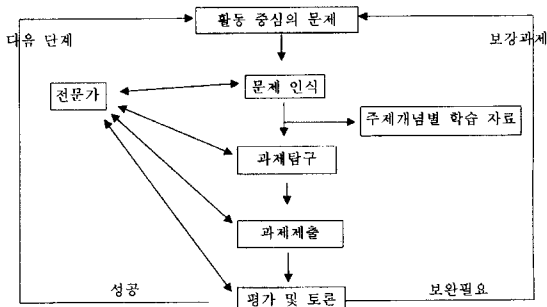 활동 중심의 문제
다음 단계
보강과제
전문가
문제 인식
주제개념별 학습 자료
과제탐구
과제제출
성공
보완필요
평가 및 토론